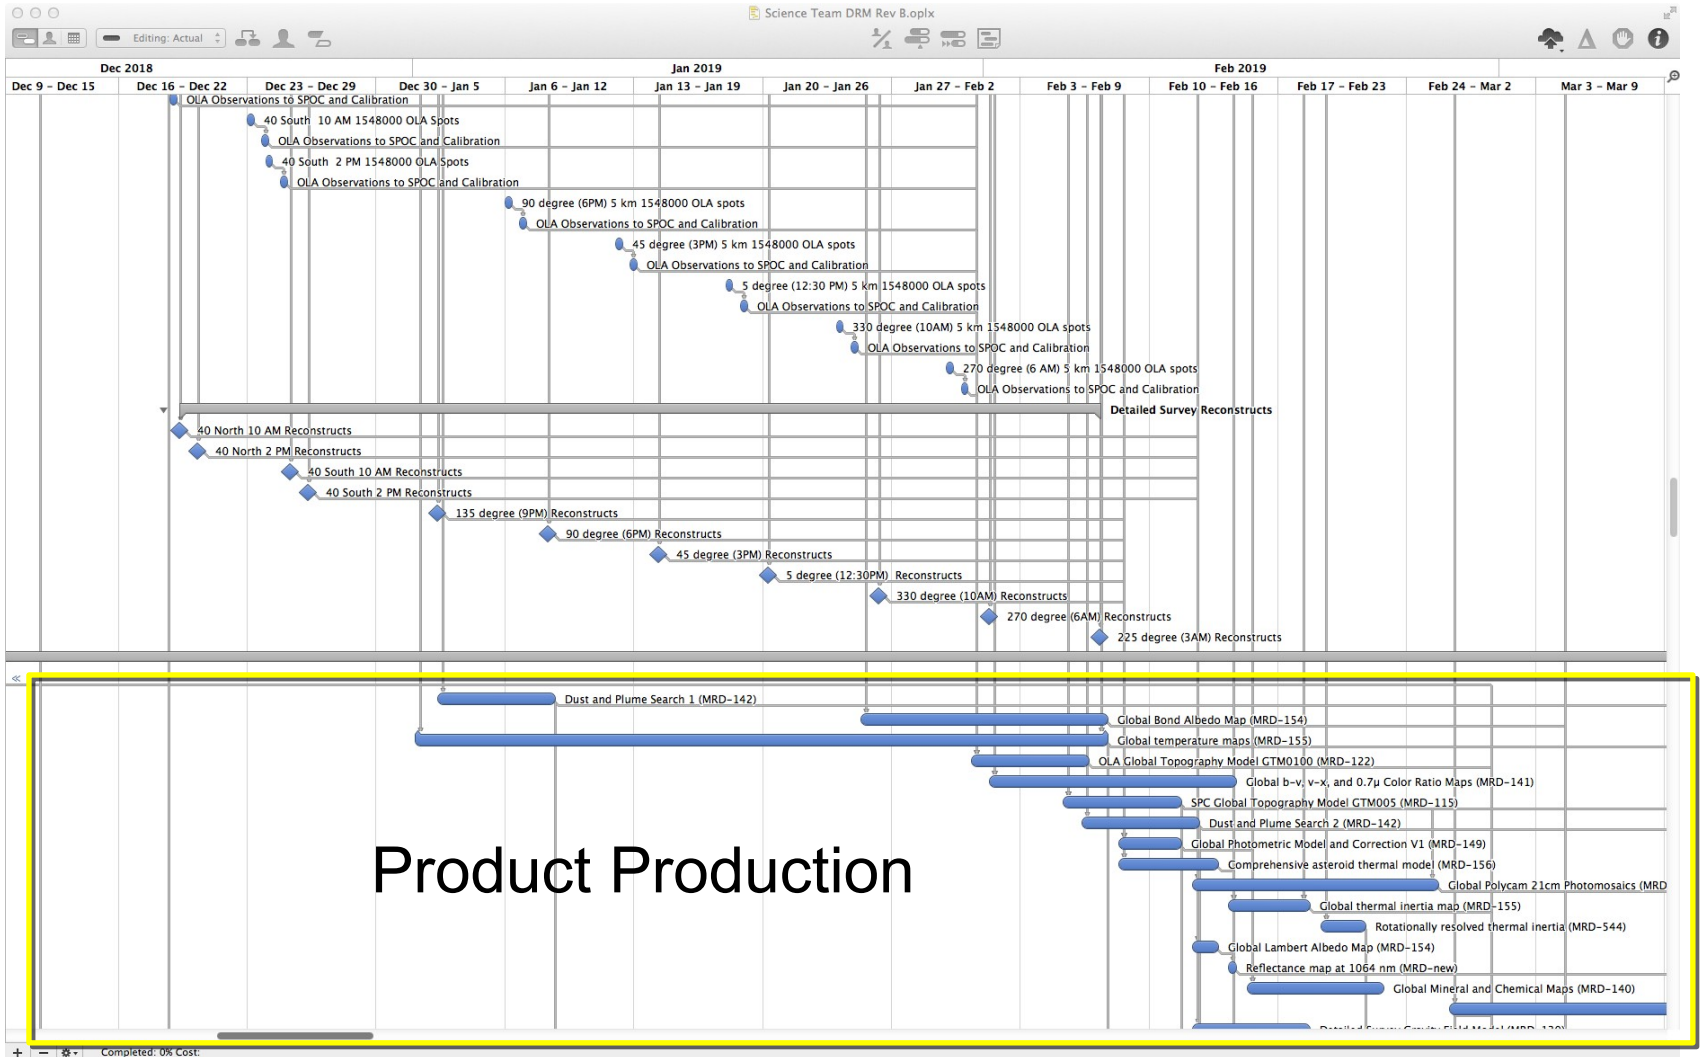 Science Team DRM Rev B.oplx
Editing: Actual
Dec 2018 Jan 2019 Feb 2019
Dec 9 – Dec 15 Dec 16 – Dec 22 Dec 23 – Dec 29 Dec 30 – Jan 5 Jan 6 – Jan 12 Jan 13 – Jan 19 Jan 20 – Jan 26 Jan 27 – Feb 2 Feb 3 – Feb 9 Feb 10 – Feb 16 Feb 17 – Feb 23 Feb 24 – Mar 2 Mar 3 – Mar 9
OLA Observations to SPOC and Calibration
40 South 10 AM 1548000 OLA Spots
OLA Observations to SPOC and Calibration
40 South 2 PM 1548000 OLA Spots
OLA Observations to SPOC and Calibration
90 degree (6PM) 5 km 1548000 OLA spots
OLA Observations to SPOC and Calibration
45 degree (3PM) 5 km 1548000 OLA spots
OLA Observations to SPOC and Calibration
5 degree (12:30 PM) 5 km 1548000 OLA spots
OLA Observations to SPOC and Calibration
330 degree (10AM) 5 km 1548000 OLA spots
OLA Observations to SPOC and Calibration
270 degree (6 AM) 5 km 1548000 OLA spots
OLA Observations to SPOC and Calibration
Detailed Survey Reconstructs
40 North 10 AM Reconstructs
40 North 2 PM Reconstructs
40 South 10 AM Reconstructs
40 South 2 PM Reconstructs
135 degree (9PM) Reconstructs
90 degree (6PM) Reconstructs
45 degree (3PM) Reconstructs
5 degree (12:30PM) Reconstructs
330 degree (10AM) Reconstructs
270 degree (6AM) Reconstructs
225 degree (3AM) Reconstructs
Dust and Plume Search 1 (MRD-142)
Global Bond Albedo Map (MRD-154)
Global temperature maps (MRD-155)
OLA Global Topography Model GTM0100 (MRD-122)
Global b-v, v-x, and 0.7µ Color Ratio Maps (MRD-141)
SPC Global Topography Model GTM005 (MRD-115)
Dust and Plume Search 2 (MRD-142)
Global Photometric Model and Correction V1 (MRD-149)
Comprehensive asteroid thermal model (MRD-156)
Product Production
Global Polycam 21cm Photomosaics (MRD
Global thermal inertia map (MRD-155)
Rotationally resolved thermal inertia (MRD-544)
Global Lambert Albedo Map (MRD-154)
Reflectance map at 1064 nm (MRD-new)
Global Mineral and Chemical Maps (MRD-140)
Detailed Survey Gravity Field Model (MRD-130)
Completed: 0% Cost: